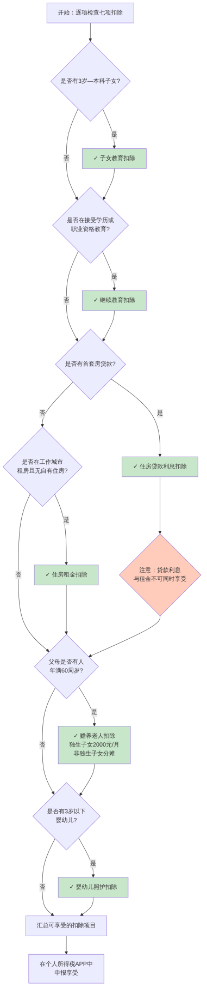 开始：逐项检查七项扣除
是否有3岁—本科子女?
是
✓ 子女教育扣除
否
是否在接受学历或
职业资格教育?
是
否
✓ 继续教育扣除
是否有首套房贷款?
否
是
是否在工作城市
租房且无自有住房?
✓ 住房贷款利息扣除
是
否
✓ 住房租金扣除
注意：贷款利息
与租金不可同时享受
父母是否有人
年满60周岁?
是
否
✓ 赡养老人扣除
独生子女2000元/月
非独生子女分摊
是否有3岁以下
婴幼儿?
是
否
✓ 婴幼儿照护扣除
汇总可享受的扣除项目
在个人所得税APP中
申报享受